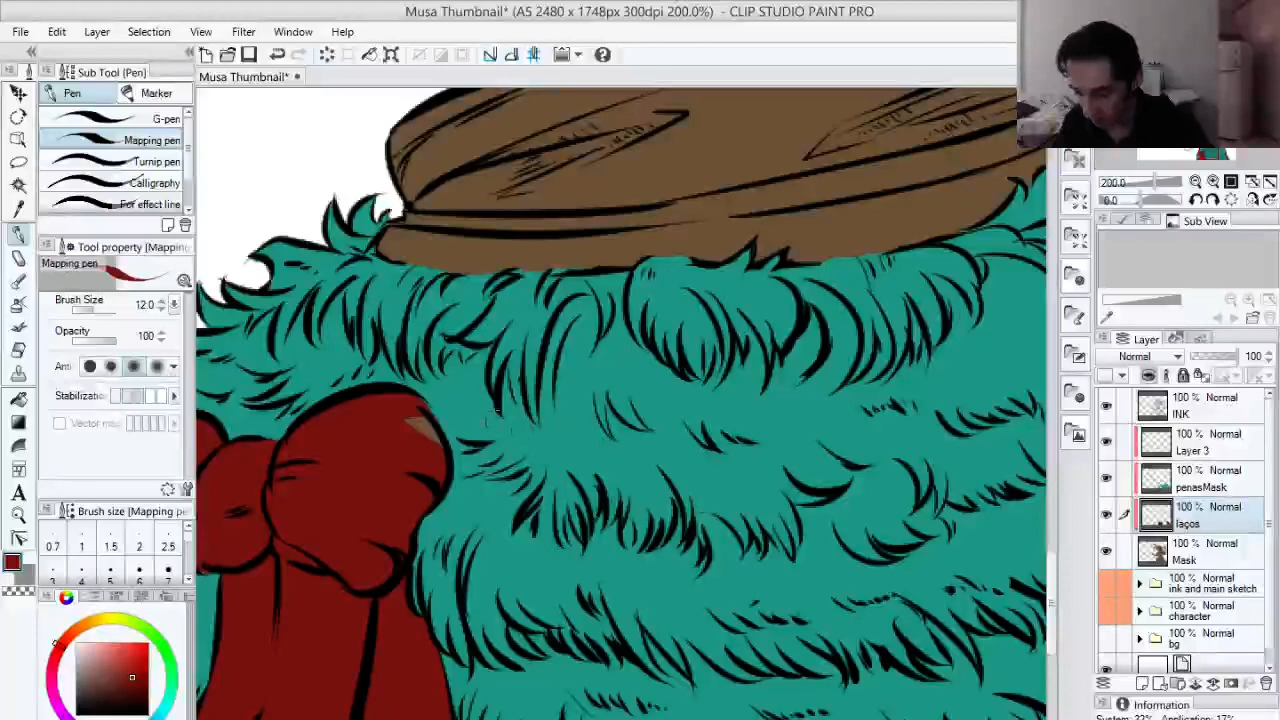 Musa Thumbnail* (A5 2480 x 1748px 300dpi 200.0%) - CLIP STUDIO PAINT PRO
File Edit Layer Selection View Filter Window Help
Sub Tool [Pen]
Musa Thumbnail*
Pen Marker
G-pen
Mapping pen
Turnip pen
Calligraphy
For effect line
Tool property [Mapping
Mapping pen
Brush Size 12.0
Opacity 100
Anti
Stabilization
Vector
Brush size [Mapping p
0.7 1 1.5 2 2.5
200.0
0.0
Sub View
Layer
Normal 100
100 % Normal
INK
100 % Normal
Layer 3
100 % Normal
penasMask
100 % Normal
laços
100 % Normal
Mask
100 % Normal
ink and main sketch
100 % Normal
character
100 % Normal
bg
Information